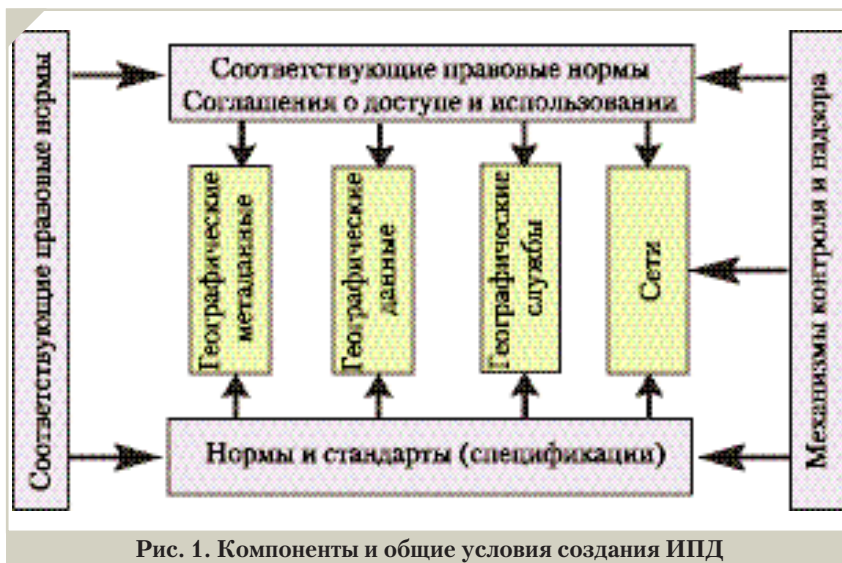 Соответствующие правовые нормы
Соответствующие правовые нормы
Соглашения о доступе и использовании
Географические
метаданные
Географические
данные
Географические
службы
Сети
Нормы и стандарты (спецификации)
Механизмы контроля и надзора
Рис. 1. Компоненты и общие условия создания ИПД